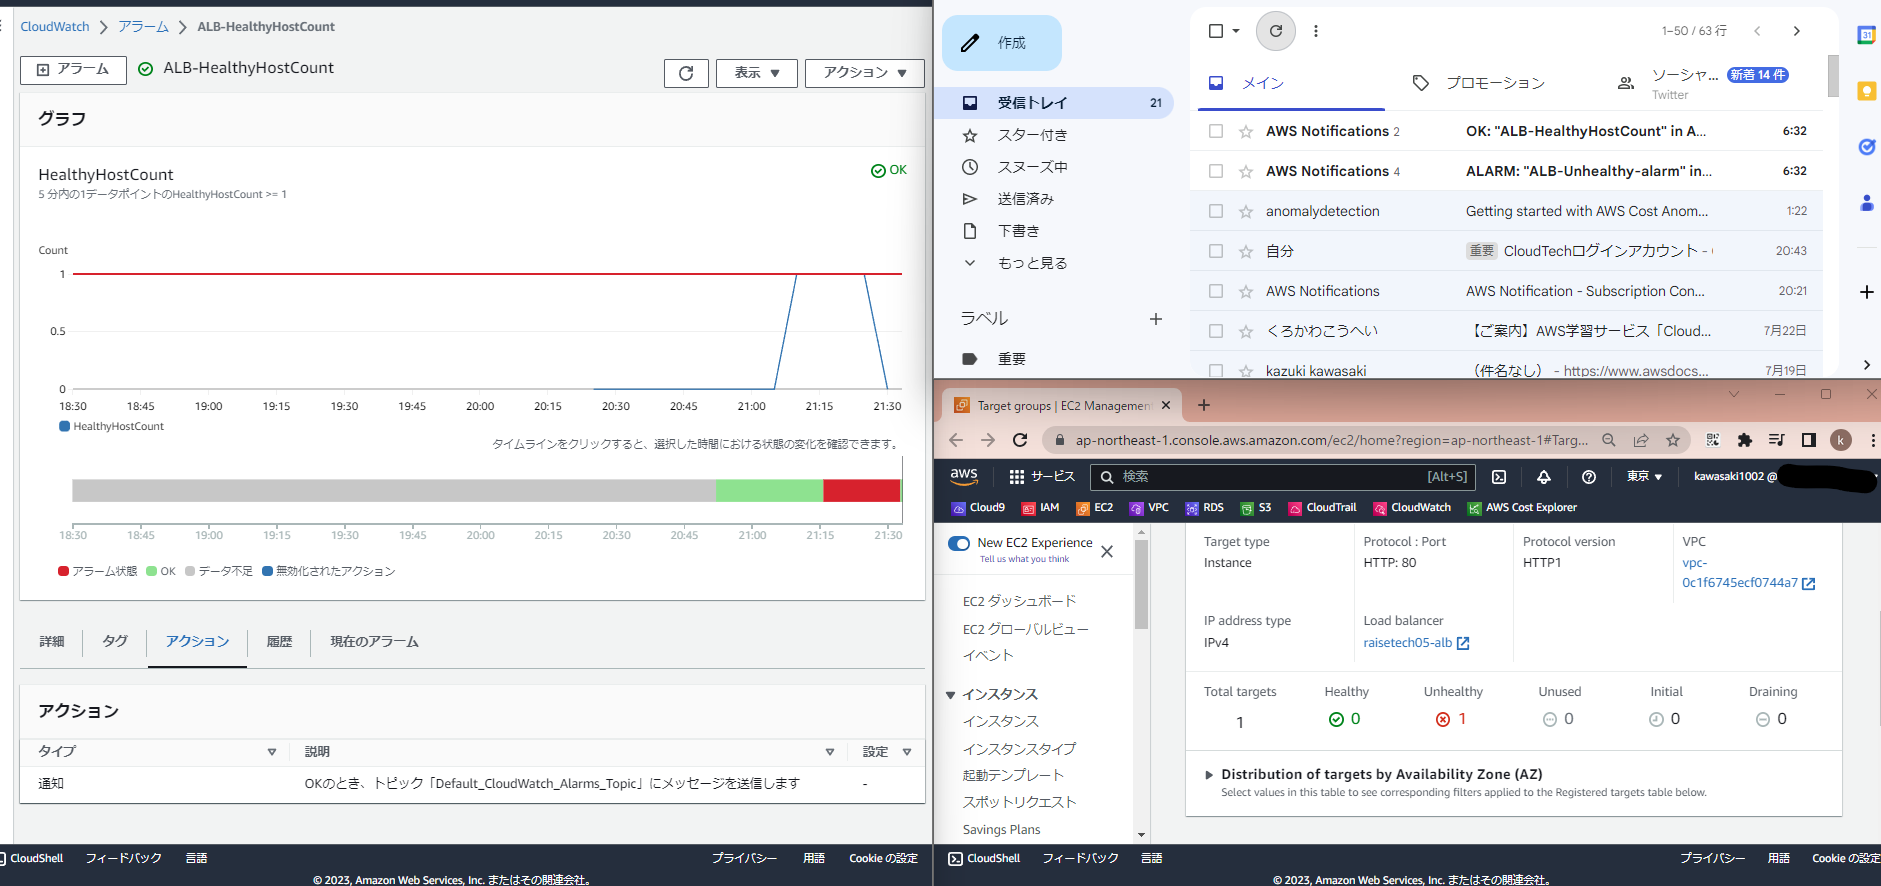 CloudWatch
アラーム
ALB-HealthyHostCount
アラーム
ALB-HealthyHostCount
表示
アクション
グラフ
HealthyHostCount
OK
5 分内の1データポイントのHealthyHostCount >= 1
Count
1
0.5
0
18:30 18:45 19:00 19:15 19:30 19:45 20:00 20:15 20:30 20:45 21:00 21:15 21:30
HealthyHostCount
タイムラインをクリックすると、選択した時間における状態の変化を確認できます。
18:30 18:45 19:00 19:15 19:30 19:45 20:00 20:15 20:30 20:45 21:00 21:15 21:30
アラーム状態 OK データ不足 無効化されたアクション
詳細 タグ アクション 履歴 現在のアラーム
アクション
タイプ 説明 設定
通知 OKのとき、トピック「Default_CloudWatch_Alarms_Topic」にメッセージを送信します -
CloudShell フィードバック 言語 プライバシー 用語 Cookie の設定
© 2023, Amazon Web Services, Inc. またはその関連会社。
作成
受信トレイ 21
スター付き
スヌーズ中
送信済み
下書き
もっと見る
ラベル
重要
1–50 / 63 行
メイン
プロモーション
ソーシャ... 新着 14 件
Twitter
AWS Notifications 2 OK: "ALB-HealthyHostCount" in A... 6:32
AWS Notifications 4 ALARM: "ALB-Unhealthy-alarm" in... 6:32
anomalydetection Getting started with AWS Cost Anom... 1:22
自分 重要 CloudTechログインアカウント - 20:43
AWS Notifications AWS Notification - Subscription Con... 20:21
くろかわこうへい 【ご案内】AWS学習サービス「Cloud... 7月22日
kazuki kawasaki （件名なし） - https://www.awsdocs... 7月19日
31
Target groups | EC2 Management
ap-northeast-1.console.aws.amazon.com/ec2/home?region=ap-northeast-1#Targ...
k
aws サービス 検索 [Alt+S] 東京 kawasaki1002 @
Cloud9 IAM EC2 VPC RDS S3 CloudTrail CloudWatch AWS Cost Explorer
New EC2 Experience
Tell us what you think
EC2 ダッシュボード
EC2 グローバルビュー
イベント
インスタンス
インスタンス
インスタンスタイプ
起動テンプレート
スポットリクエスト
Savings Plans
Target type Protocol : Port Protocol version VPC
Instance HTTP: 80 HTTP1 vpc-
0c1f6745ecf0744a7
IP address type Load balancer
IPv4 raisetech05-alb
Total targets Healthy Unhealthy Unused Initial Draining
1 0 1 0 0 0
Distribution of targets by Availability Zone (AZ)
Select values in this table to see corresponding filters applied to the Registered targets table below.
CloudShell フィードバック 言語 プライバシー 用語 Cookie の設定
© 2023, Amazon Web Services, Inc. またはその関連会社。